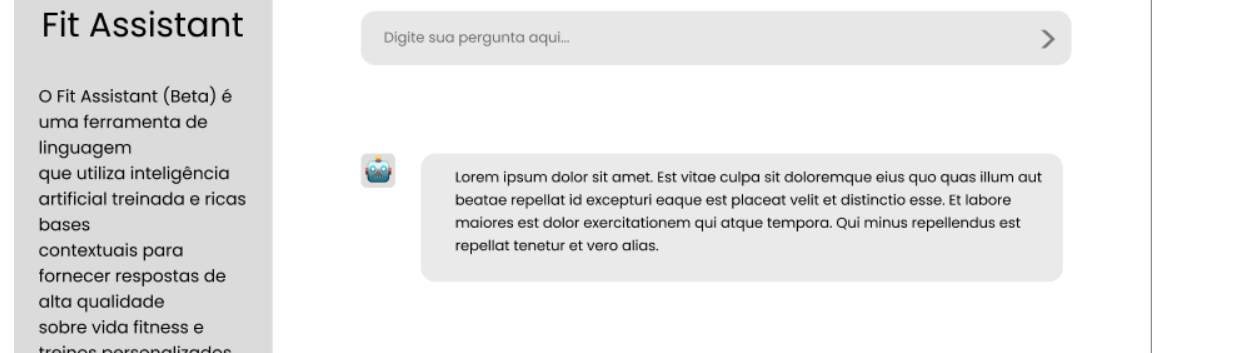 Fit Assistant
O Fit Assistant (Beta) é
uma ferramenta de
linguagem
que utiliza inteligência
artificial treinada e ricas
bases
contextuais para
fornecer respostas de
alta qualidade
sobre vida fitness e
treinos personalizados
Digite sua pergunta aqui...
Lorem ipsum dolor sit amet. Est vitae culpa sit doloremque eius quo quas illum aut
beatae repellat id excepturi eaque est placeat velit et distinctio esse. Et labore
maiores est dolor exercitationem qui atque tempora. Qui minus repellendus est
repellat tenetur et vero alias.